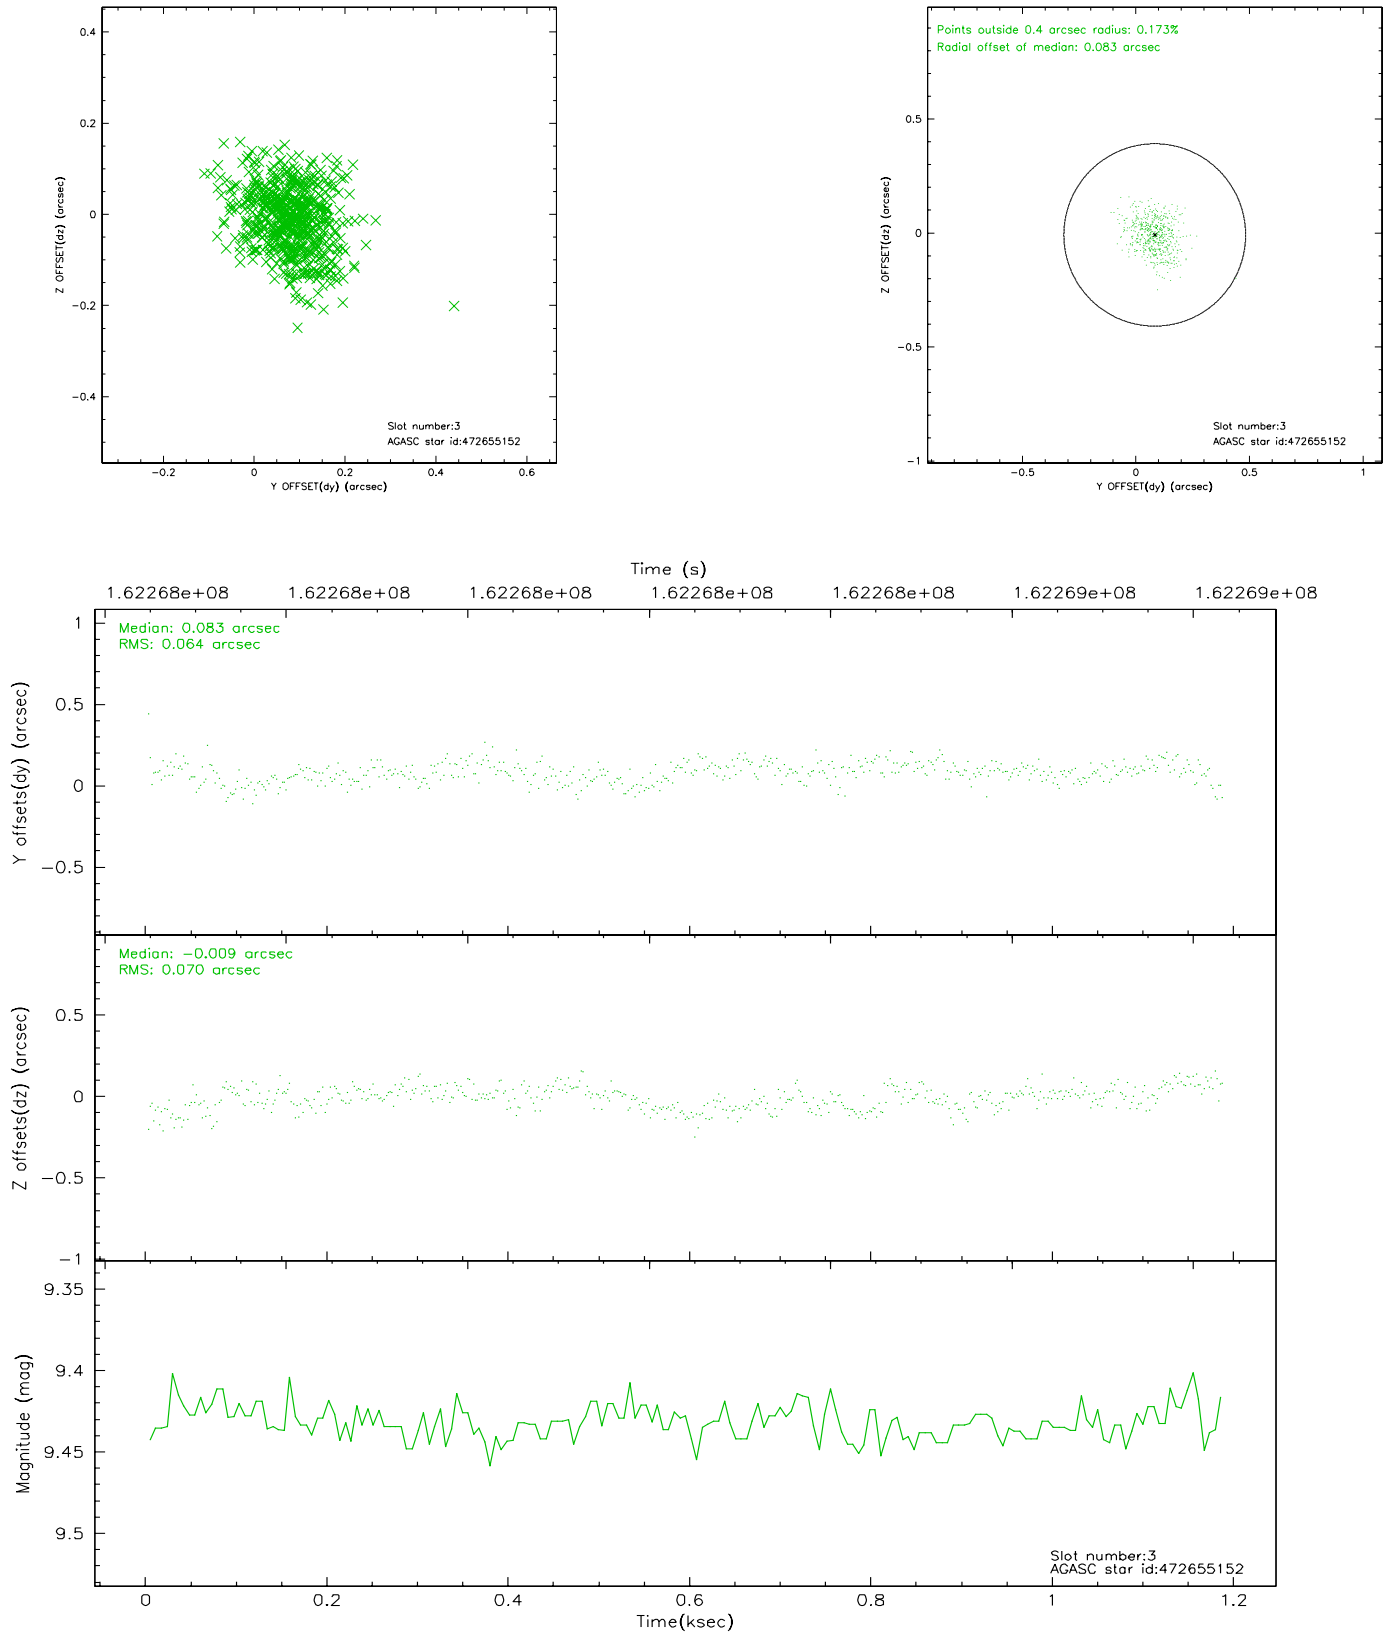 0.4
0.2
0
−0.2
−0.4
Z OFFSET(dz) (arcsec)
Slot number:3
AGASC star id:472655152
−0.2 0 0.2 0.4 0.6
Y OFFSET(dy) (arcsec)
Points outside 0.4 arcsec radius: 0.173%
Radial offset of median: 0.083 arcsec
0.5
0
−0.5
−1
Z OFFSET(dz) (arcsec)
Slot number:3
AGASC star id:472655152
−0.5 0 0.5 1
Y OFFSET(dy) (arcsec)
Time (s)
1.62268e+08 1.62268e+08 1.62268e+08 1.62268e+08 1.62268e+08 1.62269e+08 1.62269e+08
Median: 0.083 arcsec
RMS: 0.064 arcsec
1
0.5
0
−0.5
Y offsets(dy) (arcsec)
Median: −0.009 arcsec
RMS: 0.070 arcsec
0.5
0
−0.5
−1
Z offsets(dz) (arcsec)
9.35
9.4
9.45
9.5
Magnitude (mag)
Slot number:3
AGASC star id:472655152
0 0.2 0.4 0.6 0.8 1 1.2
Time(ksec)